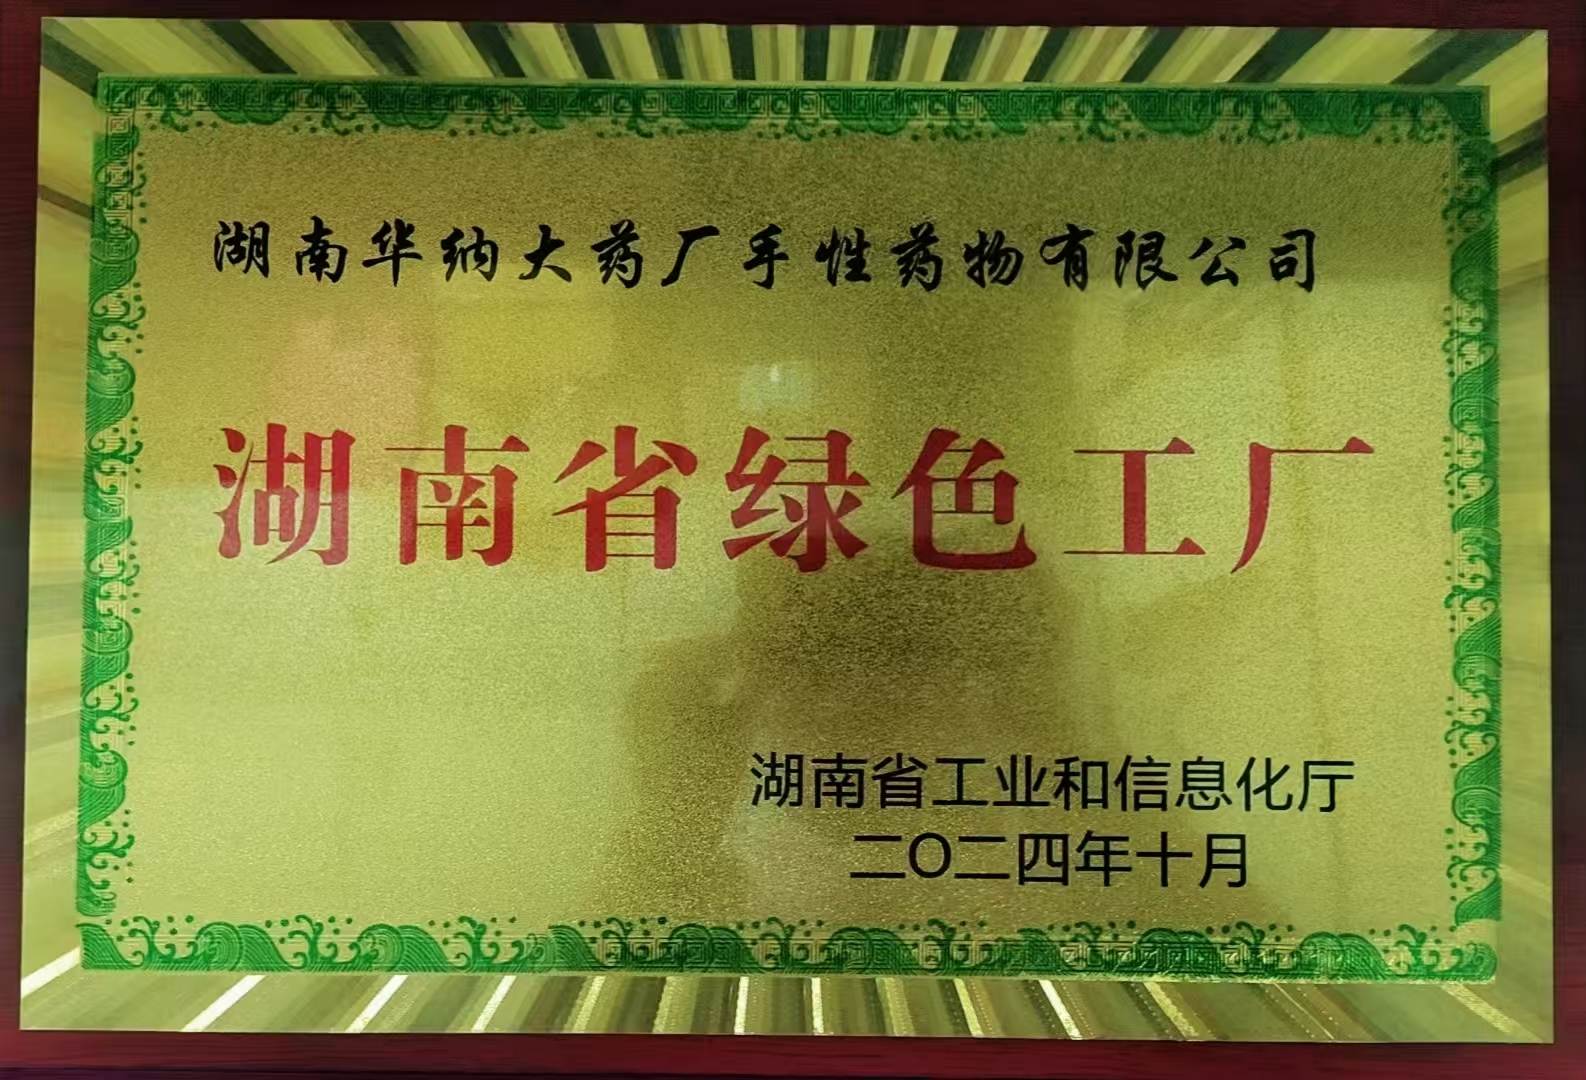 湖南华纳大药厂手性药物有限公司
湖南省绿色工厂
湖南省工业和信息化厅
二〇二四年十月